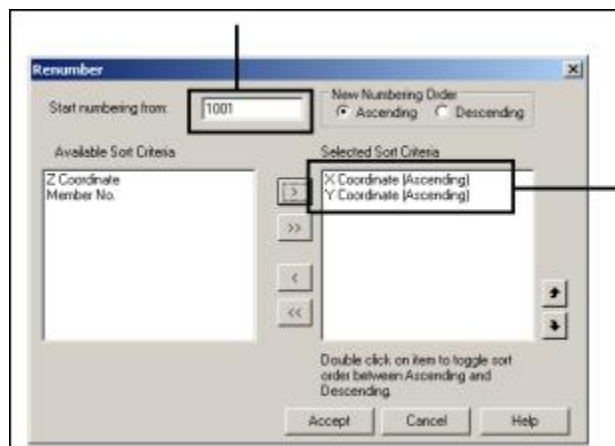 Renumber
Start numbering from: 1001
New Numbering Order
Ascending Descending
Available Sort Criteria
Selected Sort Criteria
Z Coordinate
Member No.
X Coordinate (Ascending)
Y Coordinate (Ascending)
>
>>
<
<<
Double click on item to toggle sort
order between Ascending and
Descending.
Accept Cancel Help